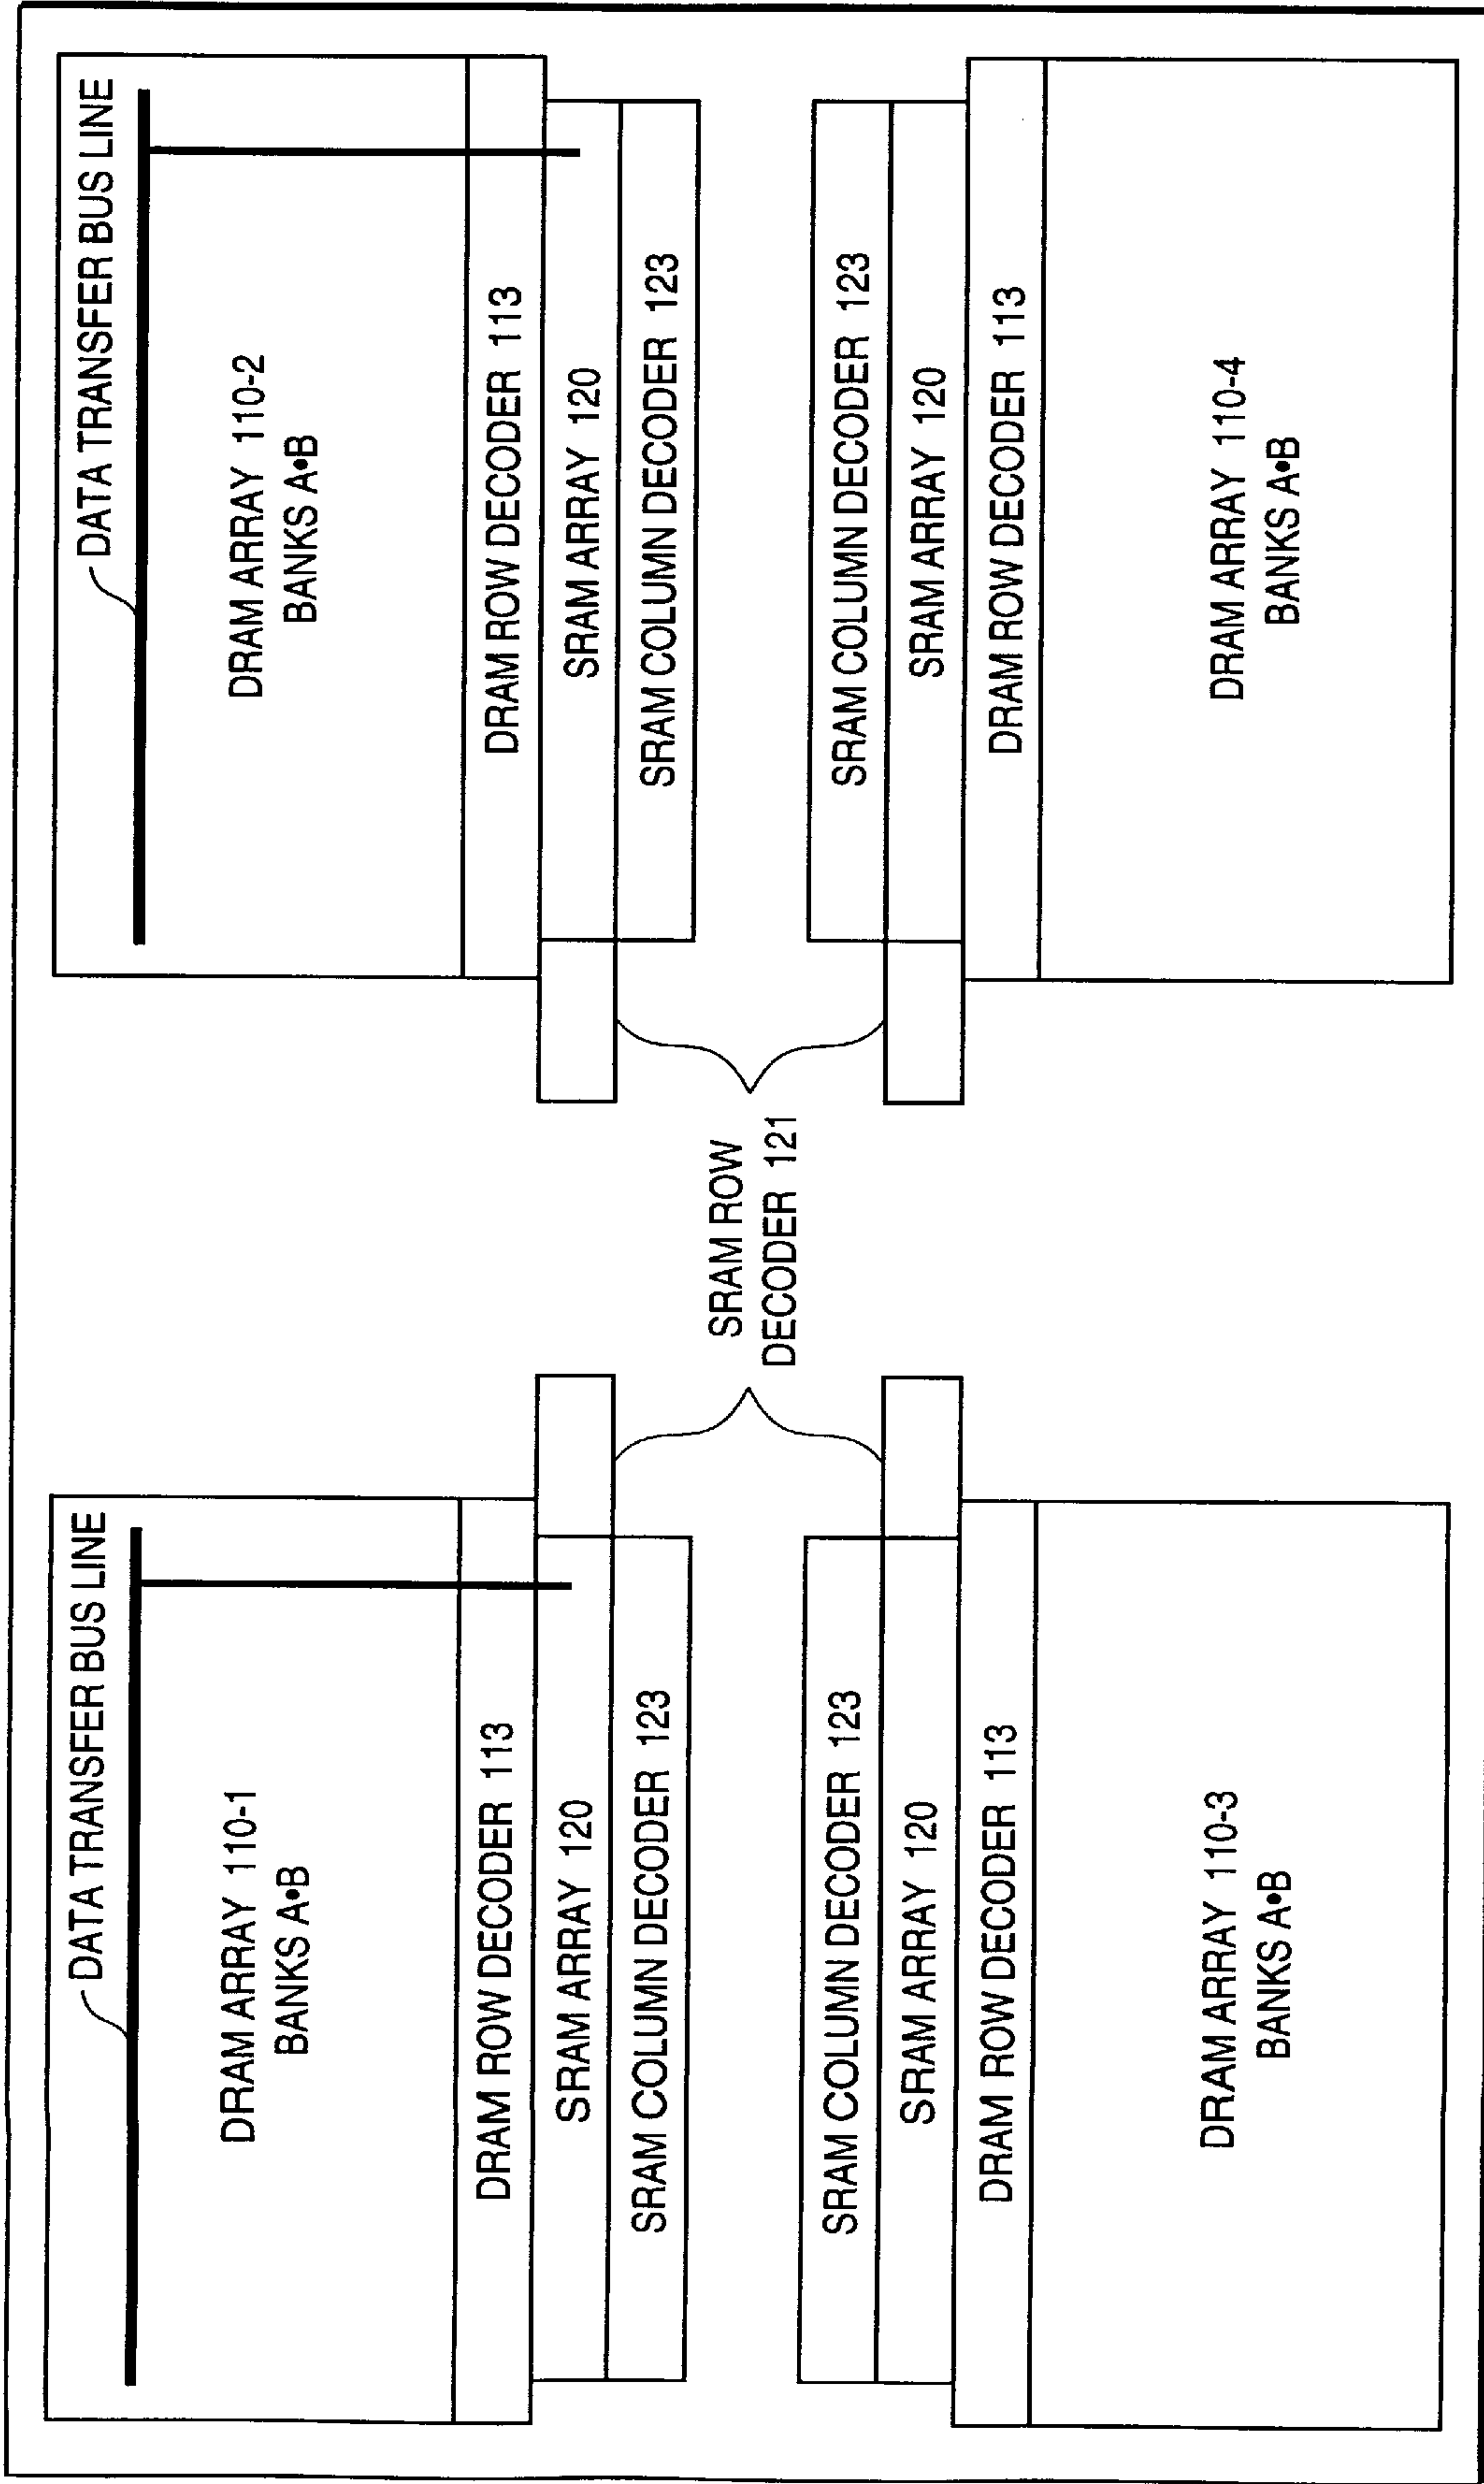 DATA TRANSFER BUS LINE
DRAM ARRAY 110-1
BANKS A•B
DRAM ROW DECODER 113
SRAM ARRAY 120
SRAM COLUMN DECODER 123
SRAM COLUMN DECODER 123
SRAM ARRAY 120
DRAM ROW DECODER 113
DRAM ARRAY 110-3
BANKS A•B
SRAM ROW
DECODER 121
DATA TRANSFER BUS LINE
DRAM ARRAY 110-2
BANKS A•B
DRAM ROW DECODER 113
SRAM ARRAY 120
SRAM COLUMN DECODER 123
SRAM COLUMN DECODER 123
SRAM ARRAY 120
DRAM ROW DECODER 113
DRAM ARRAY 110-4
BANKS A•B